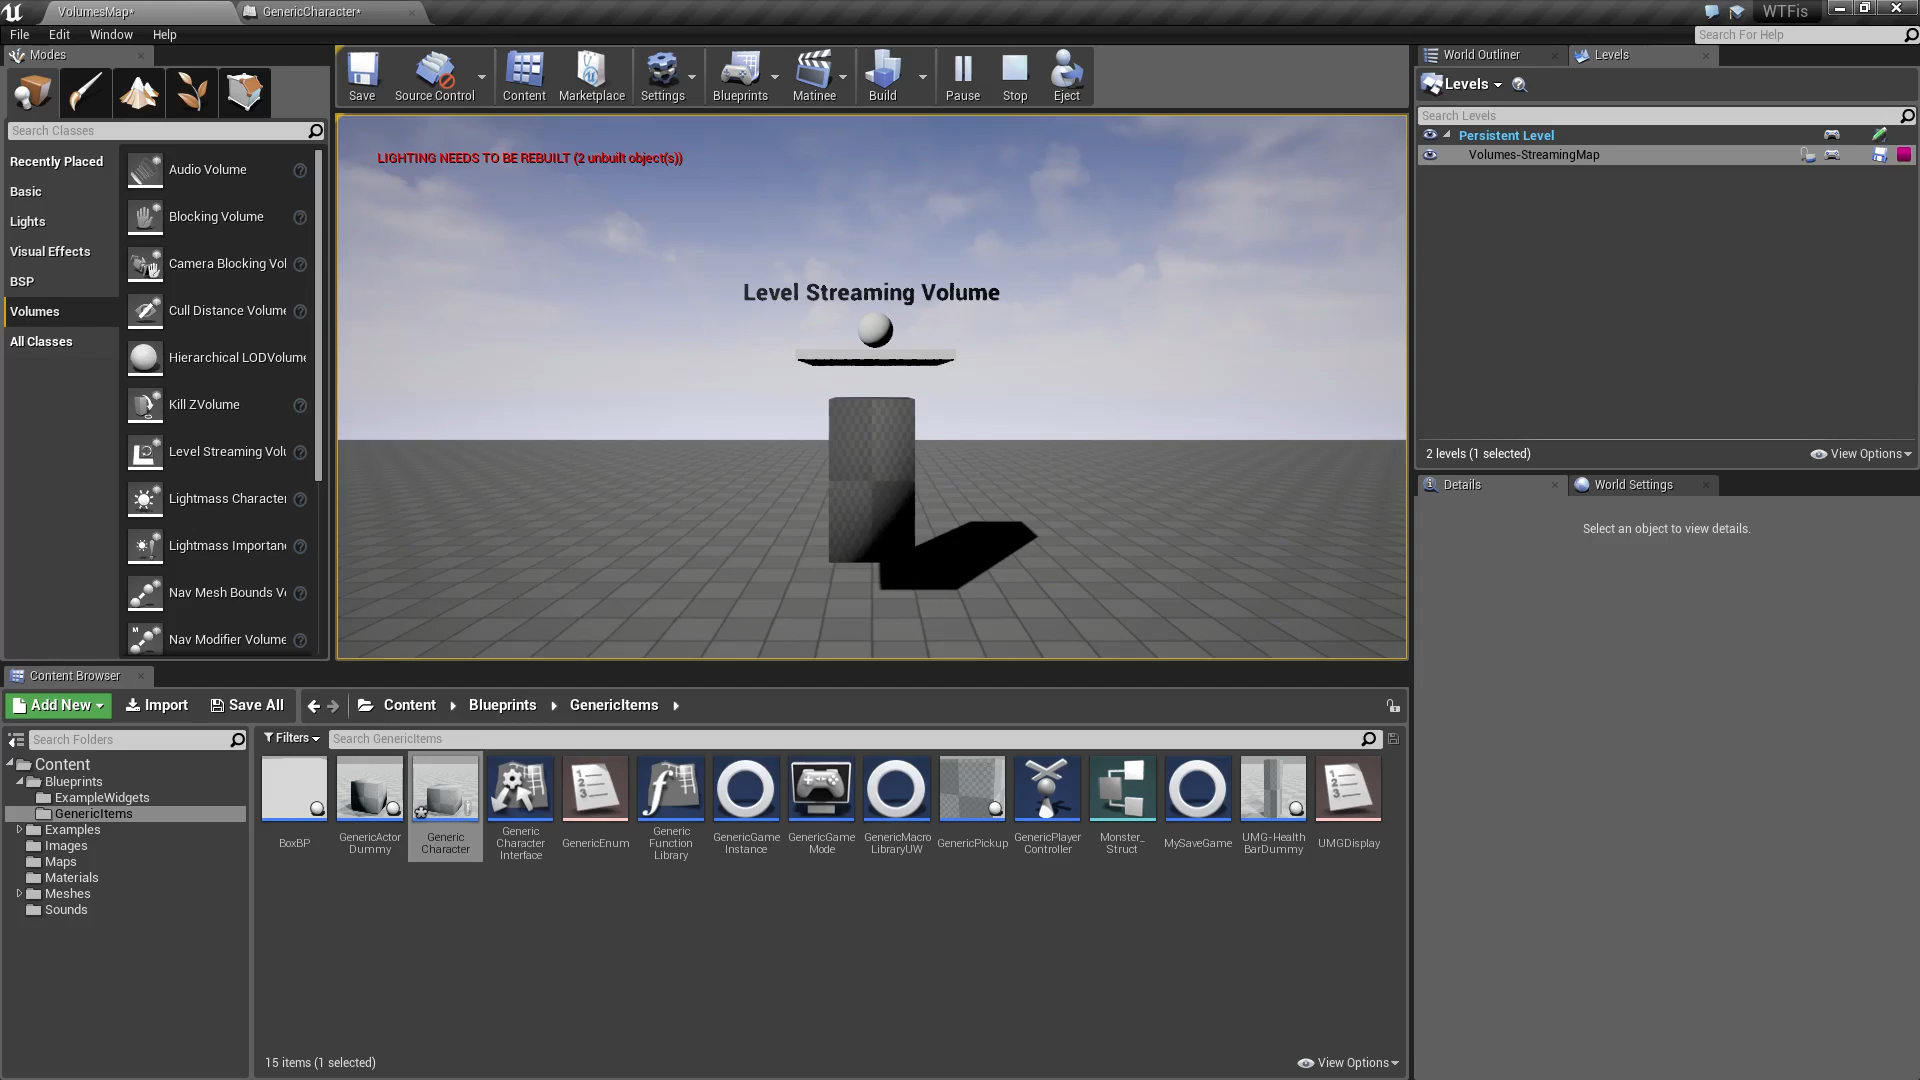 VolumesMap*
GenericCharacter*
WTFis
File Edit Window Help
Search For Help
Modes
Save
Source Control
Content
Marketplace
Settings
Blueprints
Matinee
Build
Pause
Stop
Eject
Search Classes
Recently Placed
Basic
Lights
Visual Effects
BSP
Volumes
All Classes
Audio Volume
Blocking Volume
Camera Blocking Vol
Cull Distance Volume
Hierarchical LODVolume
Kill ZVolume
Level Streaming Volu
Lightmass Character
Lightmass Importan
Nav Mesh Bounds Vo
Nav Modifier Volume
LIGHTING NEEDS TO BE REBUILT (2 unbuilt object(s))
Level Streaming Volume
World Outliner
Levels
Levels
Search Levels
Persistent Level
Volumes-StreamingMap
2 levels (1 selected)
View Options
Details
World Settings
Select an object to view details.
Content Browser
Add New
Import
Save All
Content
Blueprints
GenericItems
Search Folders
Content
Blueprints
ExampleWidgets
GenericItems
Examples
Images
Maps
Materials
Meshes
Sounds
Filters
Search GenericItems
BoxBP
GenericActor
Dummy
Generic
Character
Generic
Character
Interface
GenericEnum
Generic
Function
Library
GenericGame
Instance
GenericGame
Mode
GenericMacro
LibraryUW
GenericPickup
GenericPlayer
Controller
Monster_
Struct
MySaveGame
UMG-Health
BarDummy
UMGDisplay
15 items (1 selected)
View Options